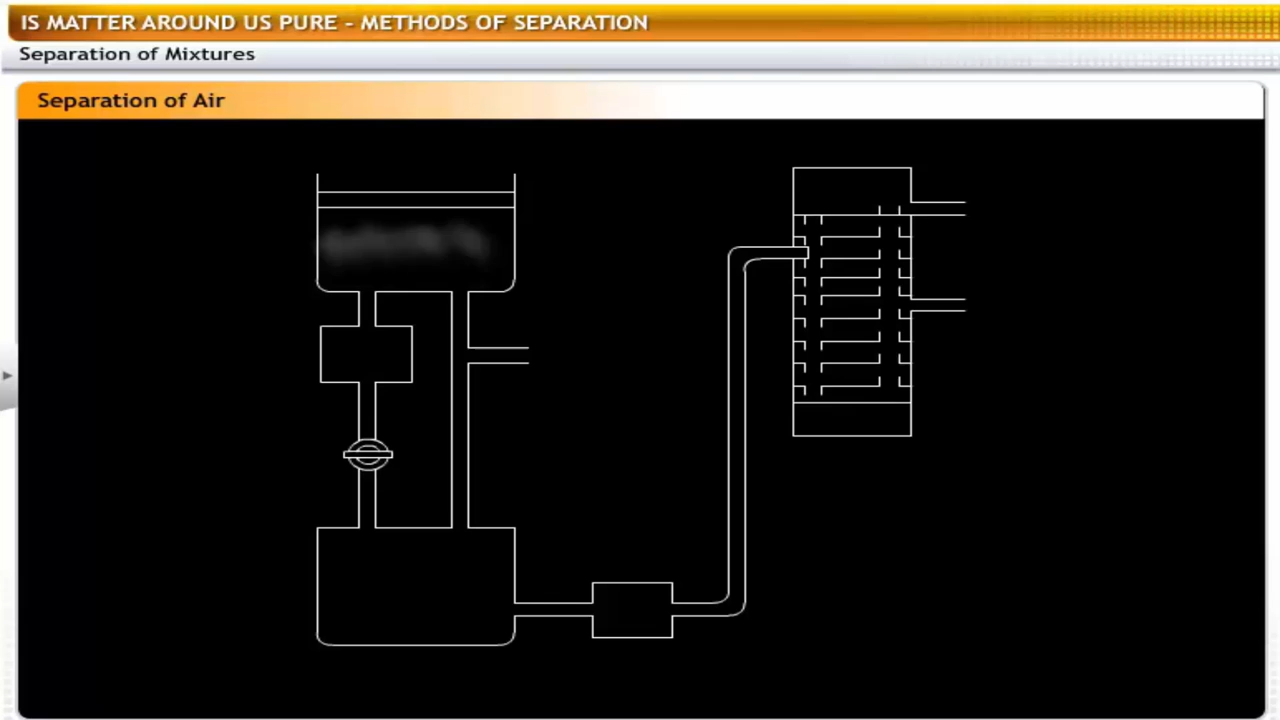 IS MATTER AROUND US PURE - METHODS OF SEPARATION
Separation of Mixtures
Separation of Air